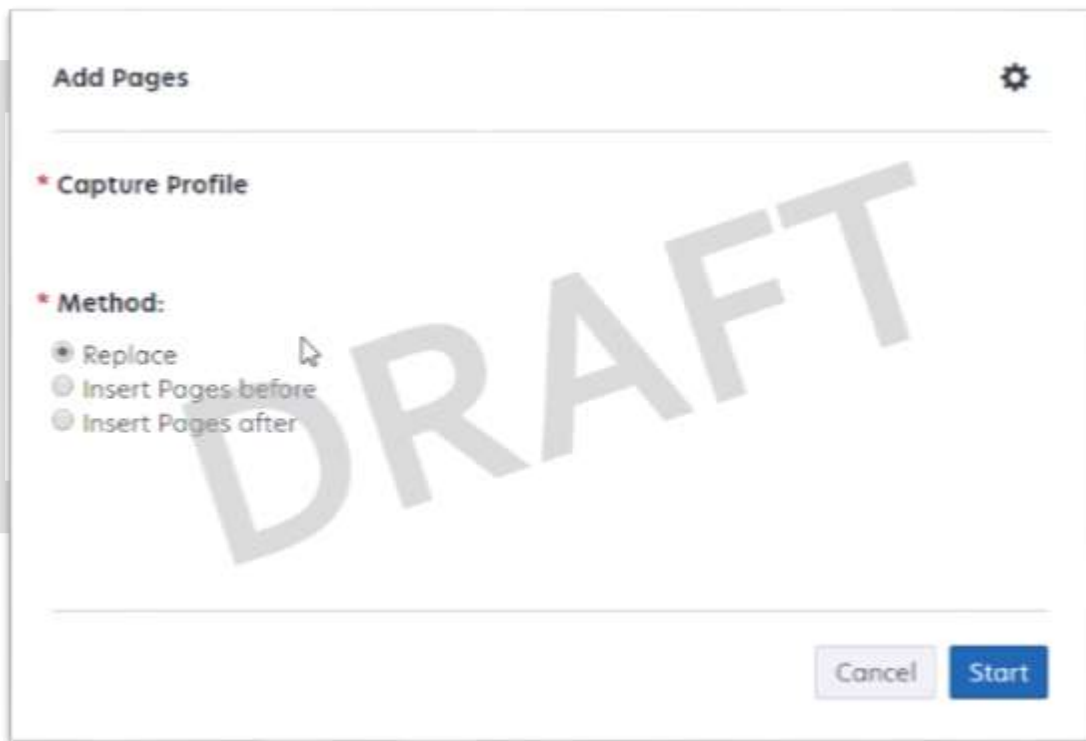 Add Pages
* Capture Profile
* Method:
Replace
Insert Pages before
Insert Pages after
DRAFT
Cancel
Start